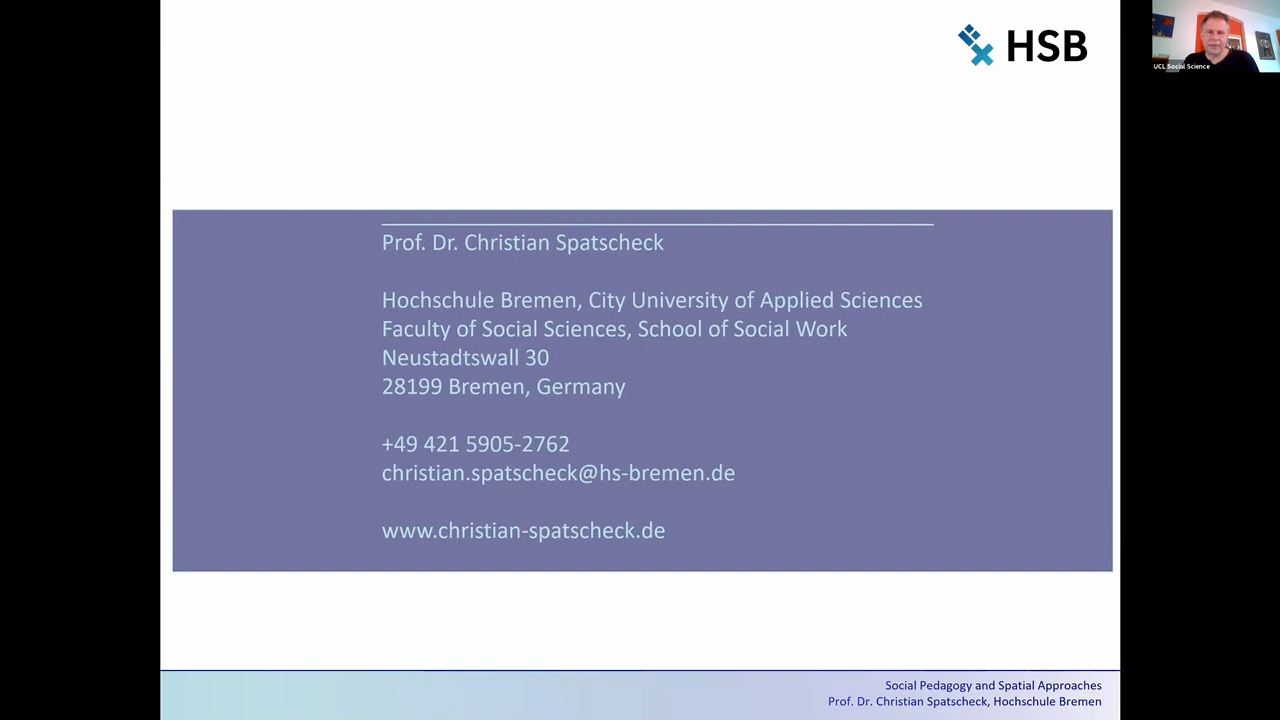 HSB
UCL Social Science
Prof. Dr. Christian Spatscheck
Hochschule Bremen, City University of Applied Sciences
Faculty of Social Sciences, School of Social Work
Neustadtswall 30
28199 Bremen, Germany
+49 421 5905-2762
christian.spatscheck@hs-bremen.de
www.christian-spatscheck.de
Social Pedagogy and Spatial Approaches
Prof. Dr. Christian Spatscheck, Hochschule Bremen